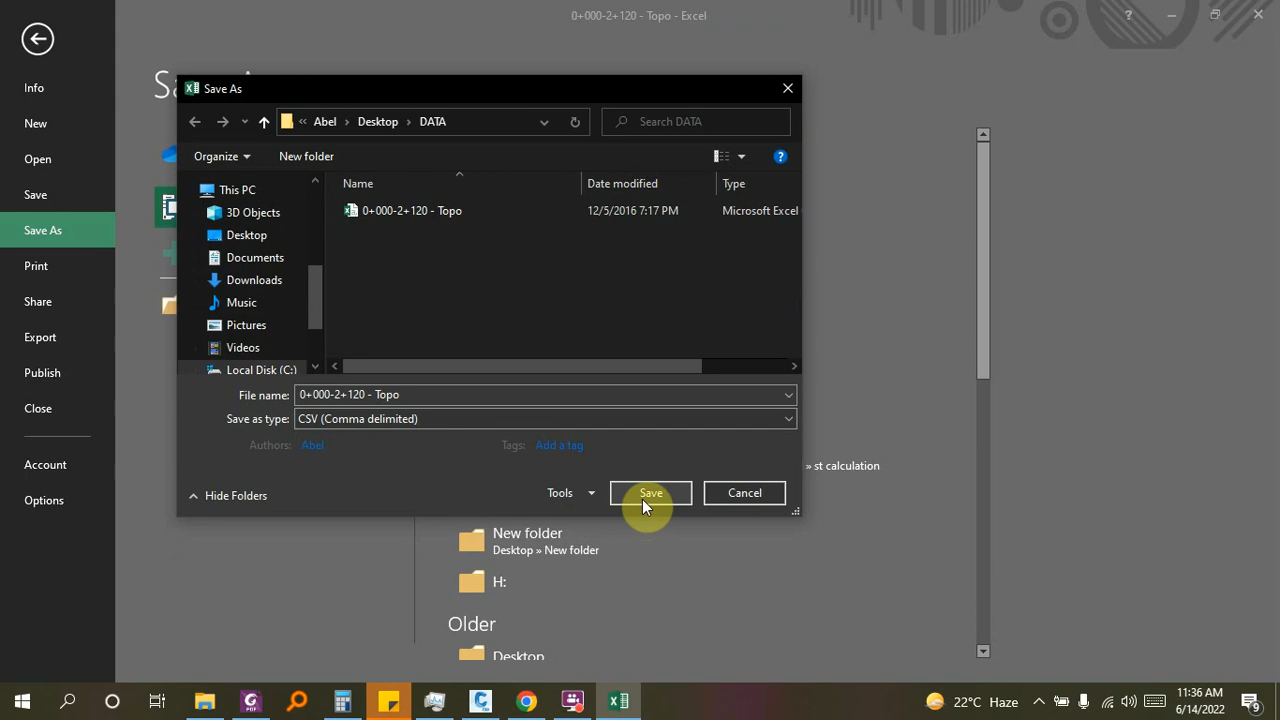 0+000-2+120 - Topo - Excel
?
Info
New
Open
Save
Save As
Print
Share
Export
Publish
Close
Account
Options
Save As
« Abel > Desktop > DATA
Search DATA
Organize
New folder
?
This PC
3D Objects
Desktop
Documents
Downloads
Music
Pictures
Videos
Local Disk (C:)
Name
Date modified
Type
0+000-2+120 - Topo
12/5/2016 7:17 PM
Microsoft Excel
File name: 0+000-2+120 - Topo
Save as type: CSV (Comma delimited)
Authors: Abel
Tags: Add a tag
Hide Folders
Tools
Save
Cancel
» st calculation
New folder
Desktop » New folder
H:
Older
Desktop
22°C Haze
11:36 AM
6/14/2022
9